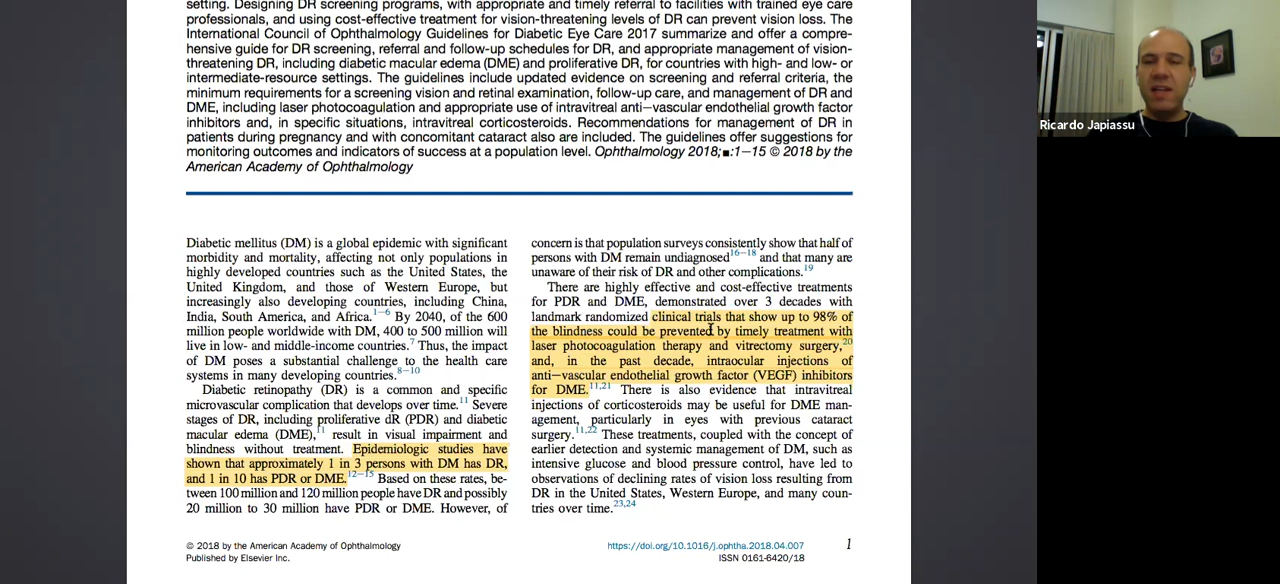 setting. Designing DR screening programs, with appropriate and timely referral to facilities with trained eye care
professionals, and using cost-effective treatment for vision-threatening levels of DR can prevent vision loss. The
International Council of Ophthalmology Guidelines for Diabetic Eye Care 2017 summarize and offer a compre-
hensive guide for DR screening, referral and follow-up schedules for DR, and appropriate management of vision-
threatening DR, including diabetic macular edema (DME) and proliferative DR, for countries with high- and low- or
intermediate-resource settings. The guidelines include updated evidence on screening and referral criteria, the
minimum requirements for a screening vision and retinal examination, follow-up care, and management of DR and
DME, including laser photocoagulation and appropriate use of intravitreal anti–vascular endothelial growth factor
inhibitors and, in specific situations, intravitreal corticosteroids. Recommendations for management of DR in
patients during pregnancy and with concomitant cataract also are included. The guidelines offer suggestions for
monitoring outcomes and indicators of success at a population level. Ophthalmology 2018;■:1–15 © 2018 by the
American Academy of Ophthalmology
Diabetic mellitus (DM) is a global epidemic with significant
morbidity and mortality, affecting not only populations in
highly developed countries such as the United States, the
United Kingdom, and those of Western Europe, but
increasingly also developing countries, including China,
India, South America, and Africa.1–6 By 2040, of the 600
million people worldwide with DM, 400 to 500 million will
live in low- and middle-income countries.7 Thus, the impact
of DM poses a substantial challenge to the health care
systems in many developing countries.8–10
Diabetic retinopathy (DR) is a common and specific
microvascular complication that develops over time.11 Severe
stages of DR, including proliferative dR (PDR) and diabetic
macular edema (DME),11 result in visual impairment and
blindness without treatment. Epidemiologic studies have
shown that approximately 1 in 3 persons with DM has DR,
and 1 in 10 has PDR or DME.12–15 Based on these rates, be-
tween 100 million and 120 million people have DR and possibly
20 million to 30 million have PDR or DME. However, of
concern is that population surveys consistently show that half of
persons with DM remain undiagnosed16–18 and that many are
unaware of their risk of DR and other complications.19
There are highly effective and cost-effective treatments
for PDR and DME, demonstrated over 3 decades with
landmark randomized clinical trials that show up to 98% of
the blindness could be prevented by timely treatment with
laser photocoagulation therapy and vitrectomy surgery,20
and, in the past decade, intraocular injections of
anti–vascular endothelial growth factor (VEGF) inhibitors
for DME.11,21 There is also evidence that intravitreal
injections of corticosteroids may be useful for DME man-
agement, particularly in eyes with previous cataract
surgery.11,22 These treatments, coupled with the concept of
earlier detection and systemic management of DM, such as
intensive glucose and blood pressure control, have led to
observations of declining rates of vision loss resulting from
DR in the United States, Western Europe, and many coun-
tries over time.23,24
© 2018 by the American Academy of Ophthalmology
Published by Elsevier Inc.
https://doi.org/10.1016/j.ophtha.2018.04.007
ISSN 0161-6420/18
1
Ricardo Japiassu